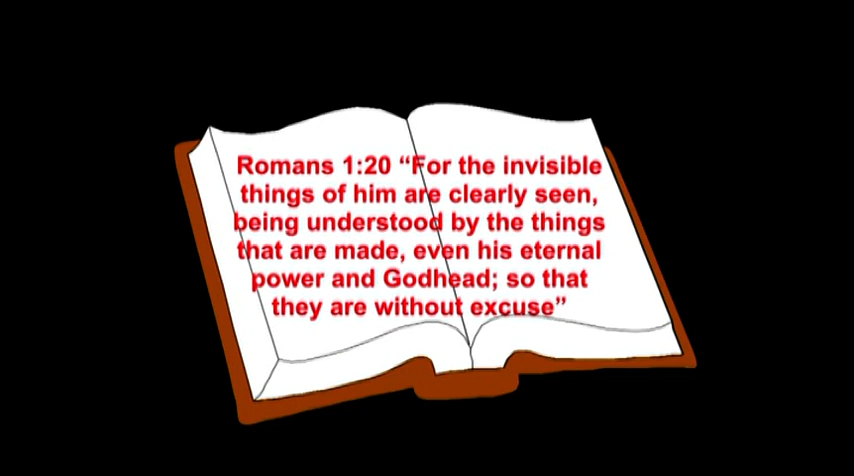 Romans 1:20 “For the invisible
things of him are clearly seen,
being understood by the things
that are made, even his eternal
power and Godhead; so that
they are without excuse”